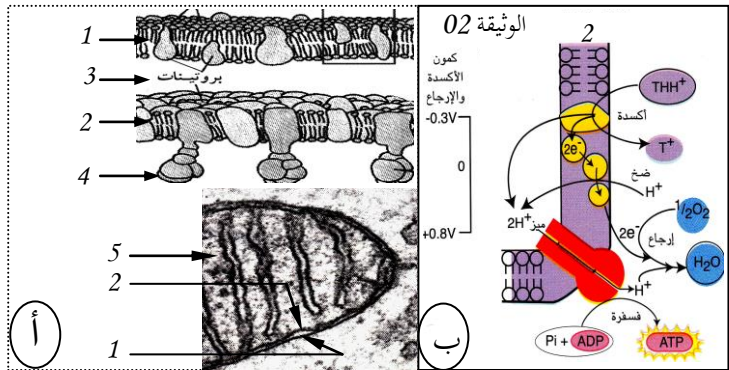 1
3
بروتينات
2
4
5
2
1
أ
الوثيقة 02
2
كمون
الأكسدة
والإرجاع
-0.3V
0
+0.8V
THH⁺
أكسدة
T⁺
2e⁻
ضخ
H⁺
½O₂
2e⁻
إرجاع
2H⁺
ميز
H₂O
H⁺
فسفرة
Pi + ADP
ATP
ب